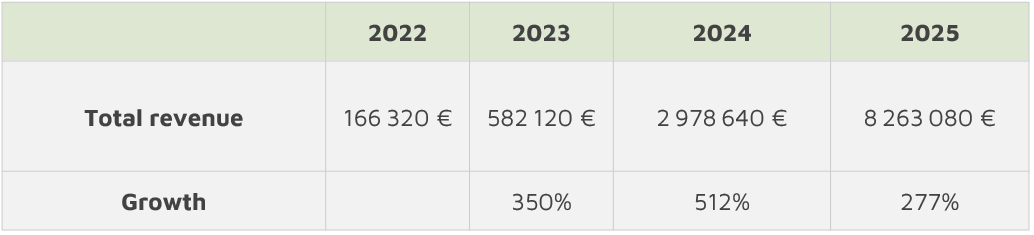 2022 2023 2024 2025
Total revenue 166 320 € 582 120 € 2 978 640 € 8 263 080 €
Growth 350% 512% 277%